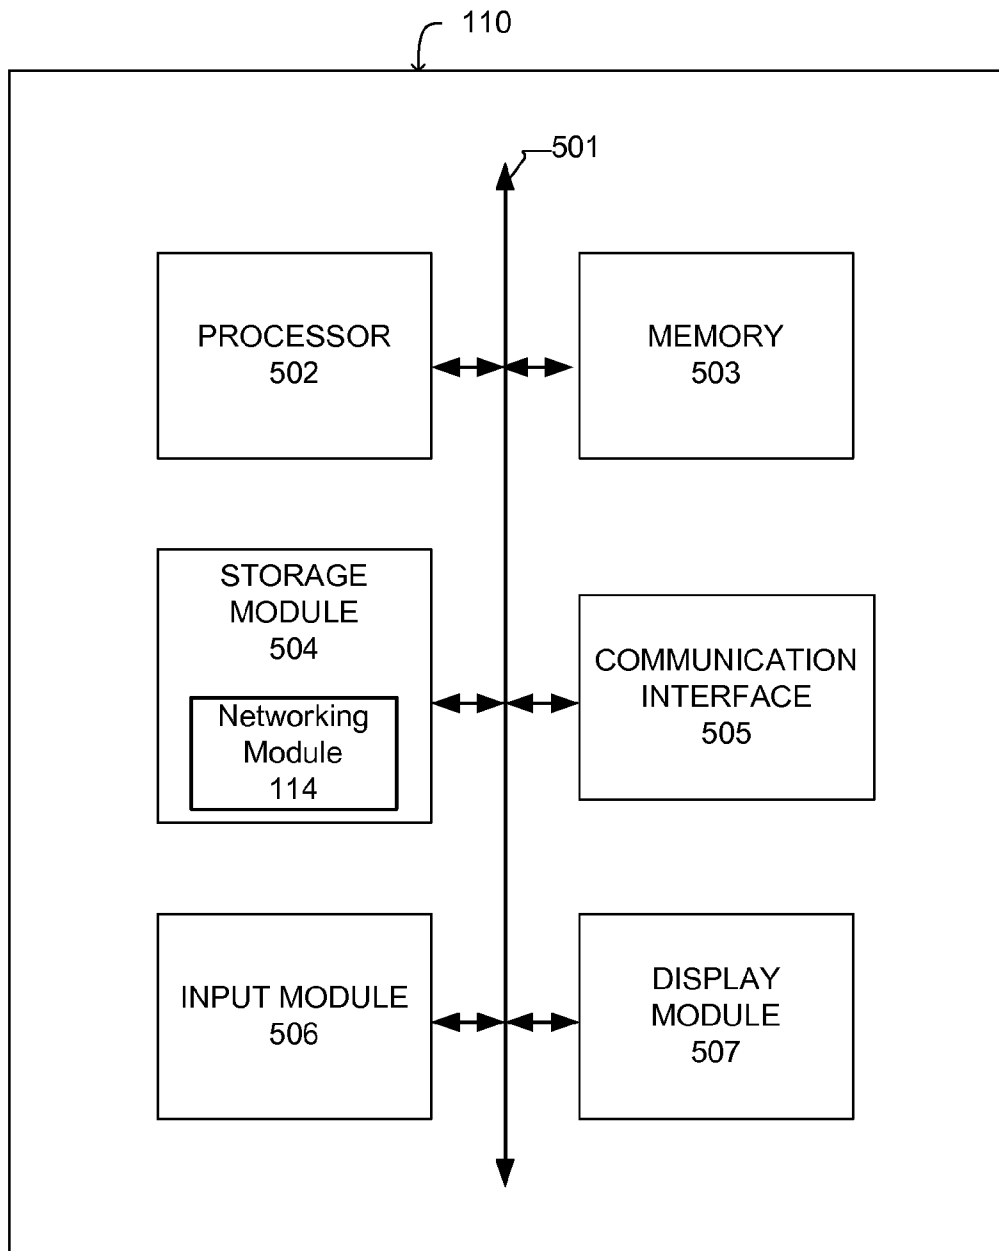 110
501
PROCESSOR
502
MEMORY
503
STORAGE
MODULE
504
Networking
Module
114
COMMUNICATION
INTERFACE
505
INPUT MODULE
506
DISPLAY
MODULE
507